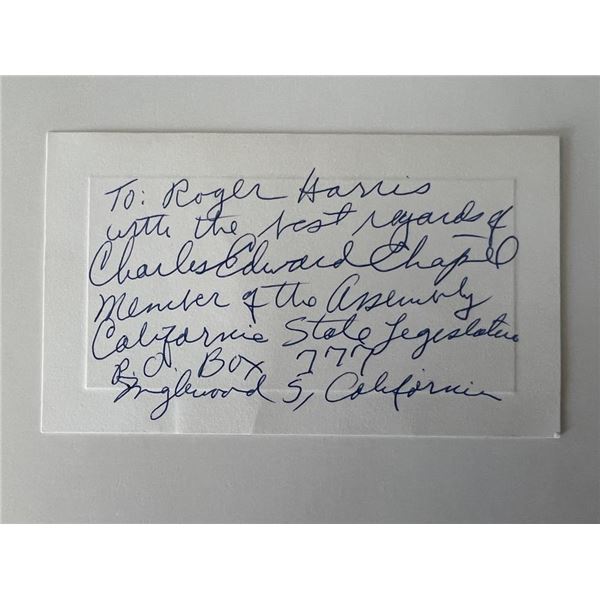 To: Roger Harris
with the best regards of
Charles Edward Chapel
Member of the Assembly
California State Legislature
P.O. Box 777
Inglewood 5, California